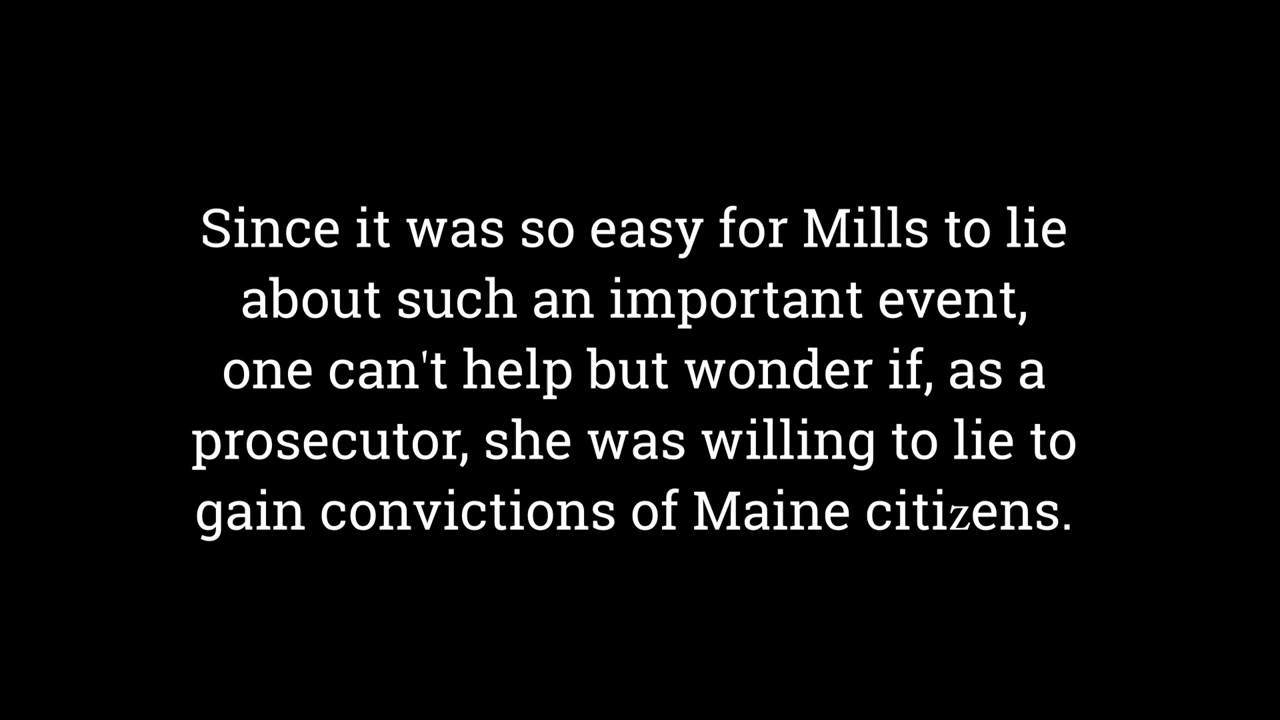 Since it was so easy for Mills to lie
about such an important event,
one can't help but wonder if, as a
prosecutor, she was willing to lie to
gain convictions of Maine citizens.